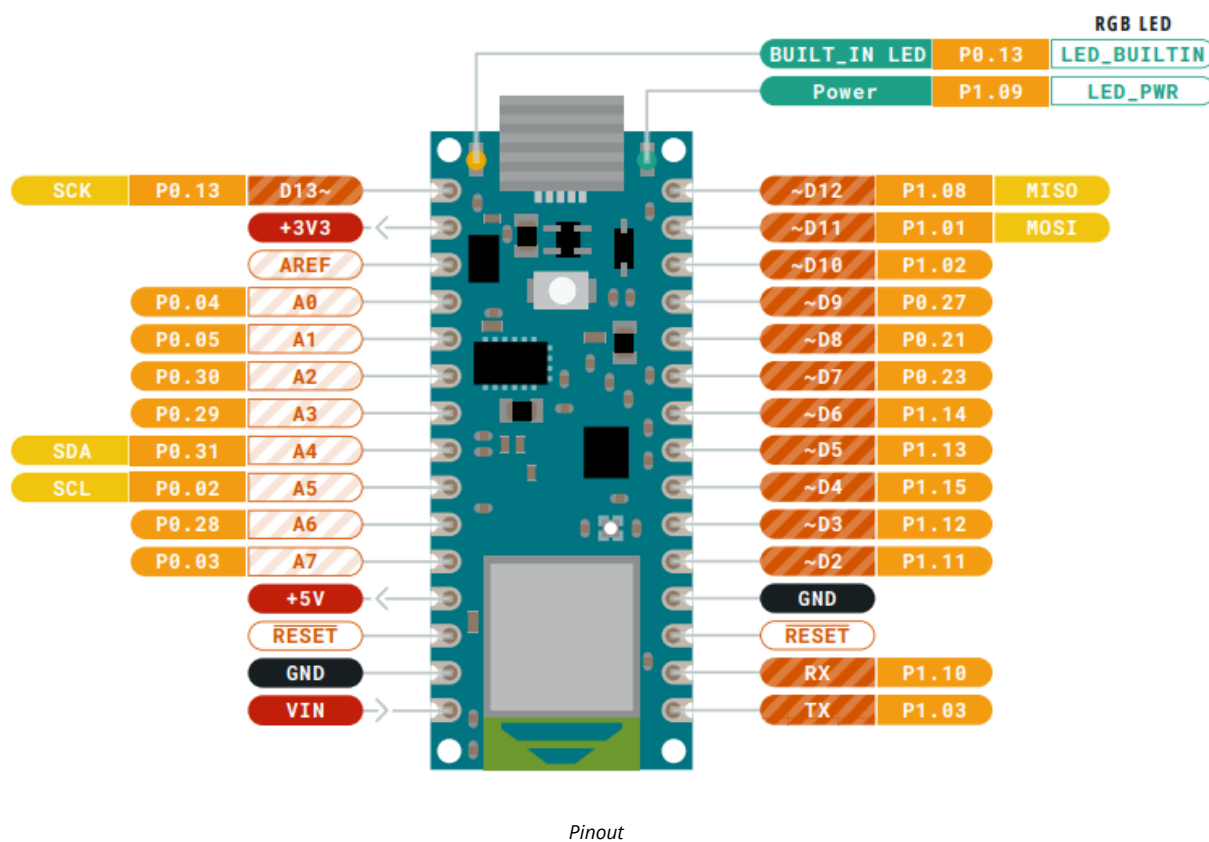 RGB LED
BUILT_IN LED P0.13 LED_BUILTIN
Power P1.09 LED_PWR
SCK P0.13 D13~ ~D12 P1.08 MISO
+3V3 ~D11 P1.01 MOSI
AREF ~D10 P1.02
P0.04 A0 ~D9 P0.27
P0.05 A1 ~D8 P0.21
P0.30 A2 ~D7 P0.23
P0.29 A3 ~D6 P1.14
SDA P0.31 A4 ~D5 P1.13
SCL P0.02 A5 ~D4 P1.15
P0.28 A6 ~D3 P1.12
P0.03 A7 ~D2 P1.11
+5V GND
RESET RESET
GND RX P1.10
VIN TX P1.03
Pinout